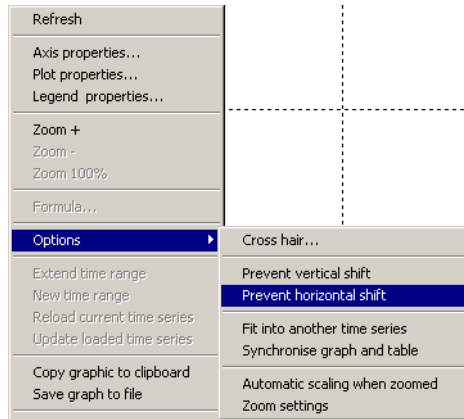 Refresh
Axis properties...
Plot properties...
Legend properties...
Zoom +
Zoom -
Zoom 100%
Formula...
Options
Extend time range
New time range
Reload current time series
Update loaded time series
Copy graphic to clipboard
Save graph to file
Cross hair...
Prevent vertical shift
Prevent horizontal shift
Fit into another time series
Synchronise graph and table
Automatic scaling when zoomed
Zoom settings